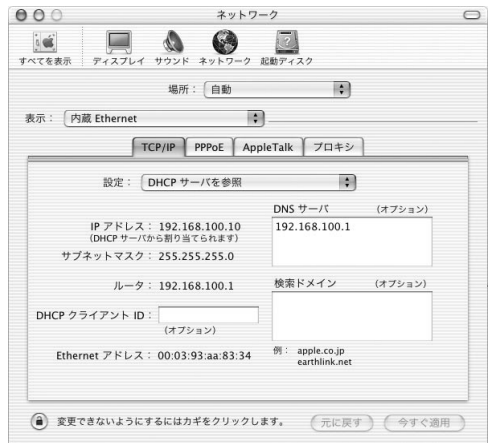 ネットワーク
すべてを表示 ディスプレイ サウンド ネットワーク 起動ディスク
場所： 自動
表示： 内蔵 Ethernet
TCP/IP PPPoE AppleTalk プロキシ
設定： DHCP サーバを参照
DNS サーバ (オプション)
IP アドレス： 192.168.100.10 192.168.100.1
(DHCP サーバから割り当てられます)
サブネットマスク： 255.255.255.0
ルータ： 192.168.100.1 検索ドメイン (オプション)
DHCP クライアント ID：
(オプション)
Ethernet アドレス： 00:03:93:aa:83:34 例： apple.co.jp
earthlink.net
変更できないようにするにはカギをクリックします。 元に戻す 今すぐ適用